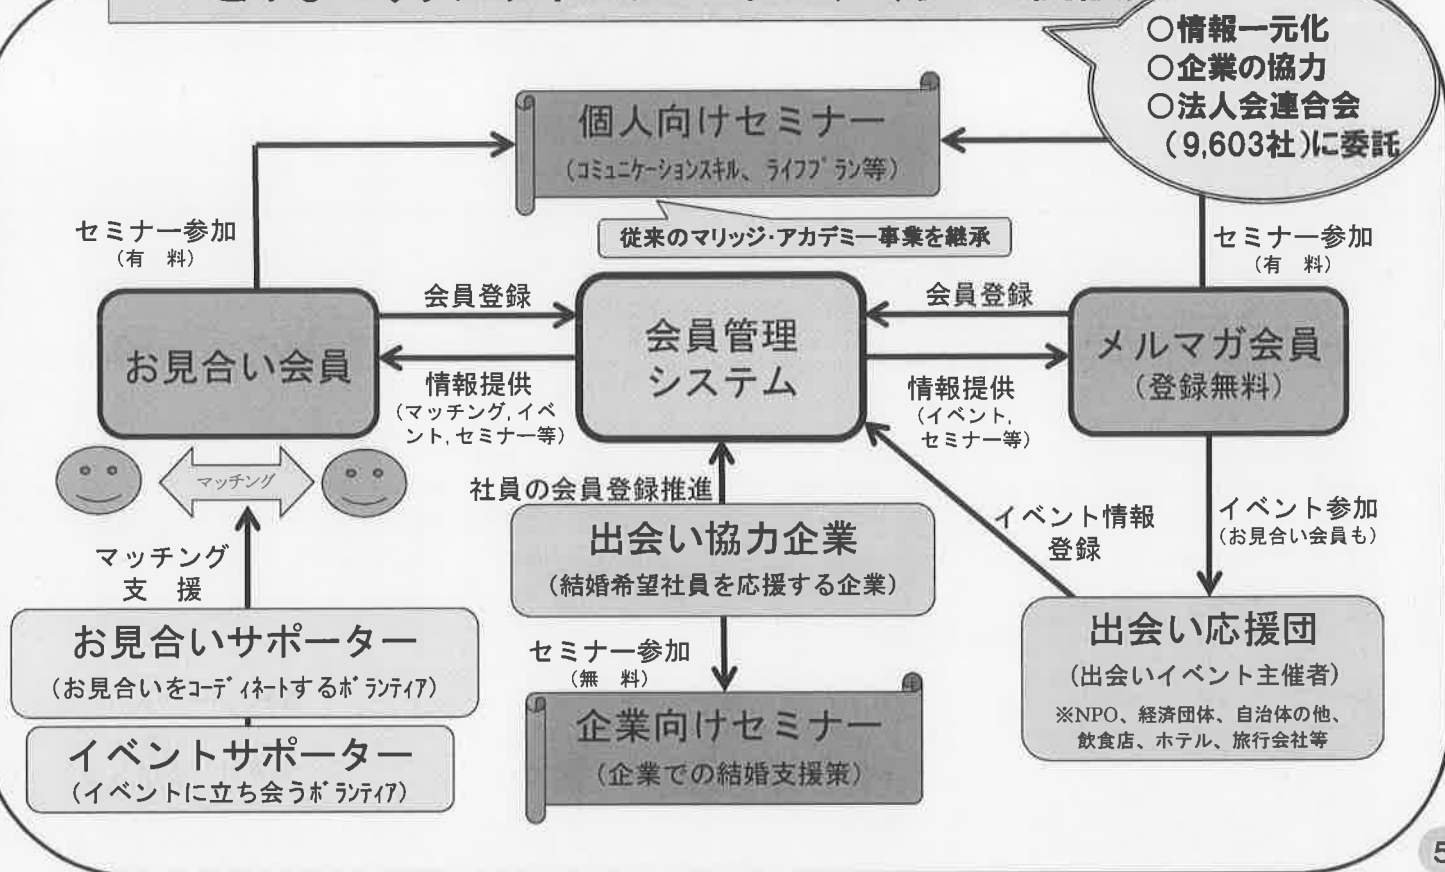 ○情報一元化
○企業の協力
○法人会連合会
(9,603社)に委託
個人向けセミナー
(コミュニケーションスキル、ライフプラン等)
従来のマリッジ・アカデミー事業を継承
セミナー参加
(有 料)
セミナー参加
(有 料)
会員登録
会員登録
お見合い会員
会員管理
システム
メルマガ会員
(登録無料)
情報提供
(マッチング,イベ
ント,セミナー等)
情報提供
(イベント,
セミナー等)
マッチング
社員の会員登録推進
出会い協力企業
(結婚希望社員を応援する企業)
イベント情報
登録
イベント参加
(お見合い会員も)
マッチング
支 援
お見合いサポーター
(お見合いをコーディネートするボランティア)
イベントサポーター
(イベントに立ち会うボランティア)
セミナー参加
(無 料)
企業向けセミナー
(企業での結婚支援策)
出会い応援団
(出会いイベント主催者)
※NPO、経済団体、自治体の他、
飲食店、ホテル、旅行会社等
5